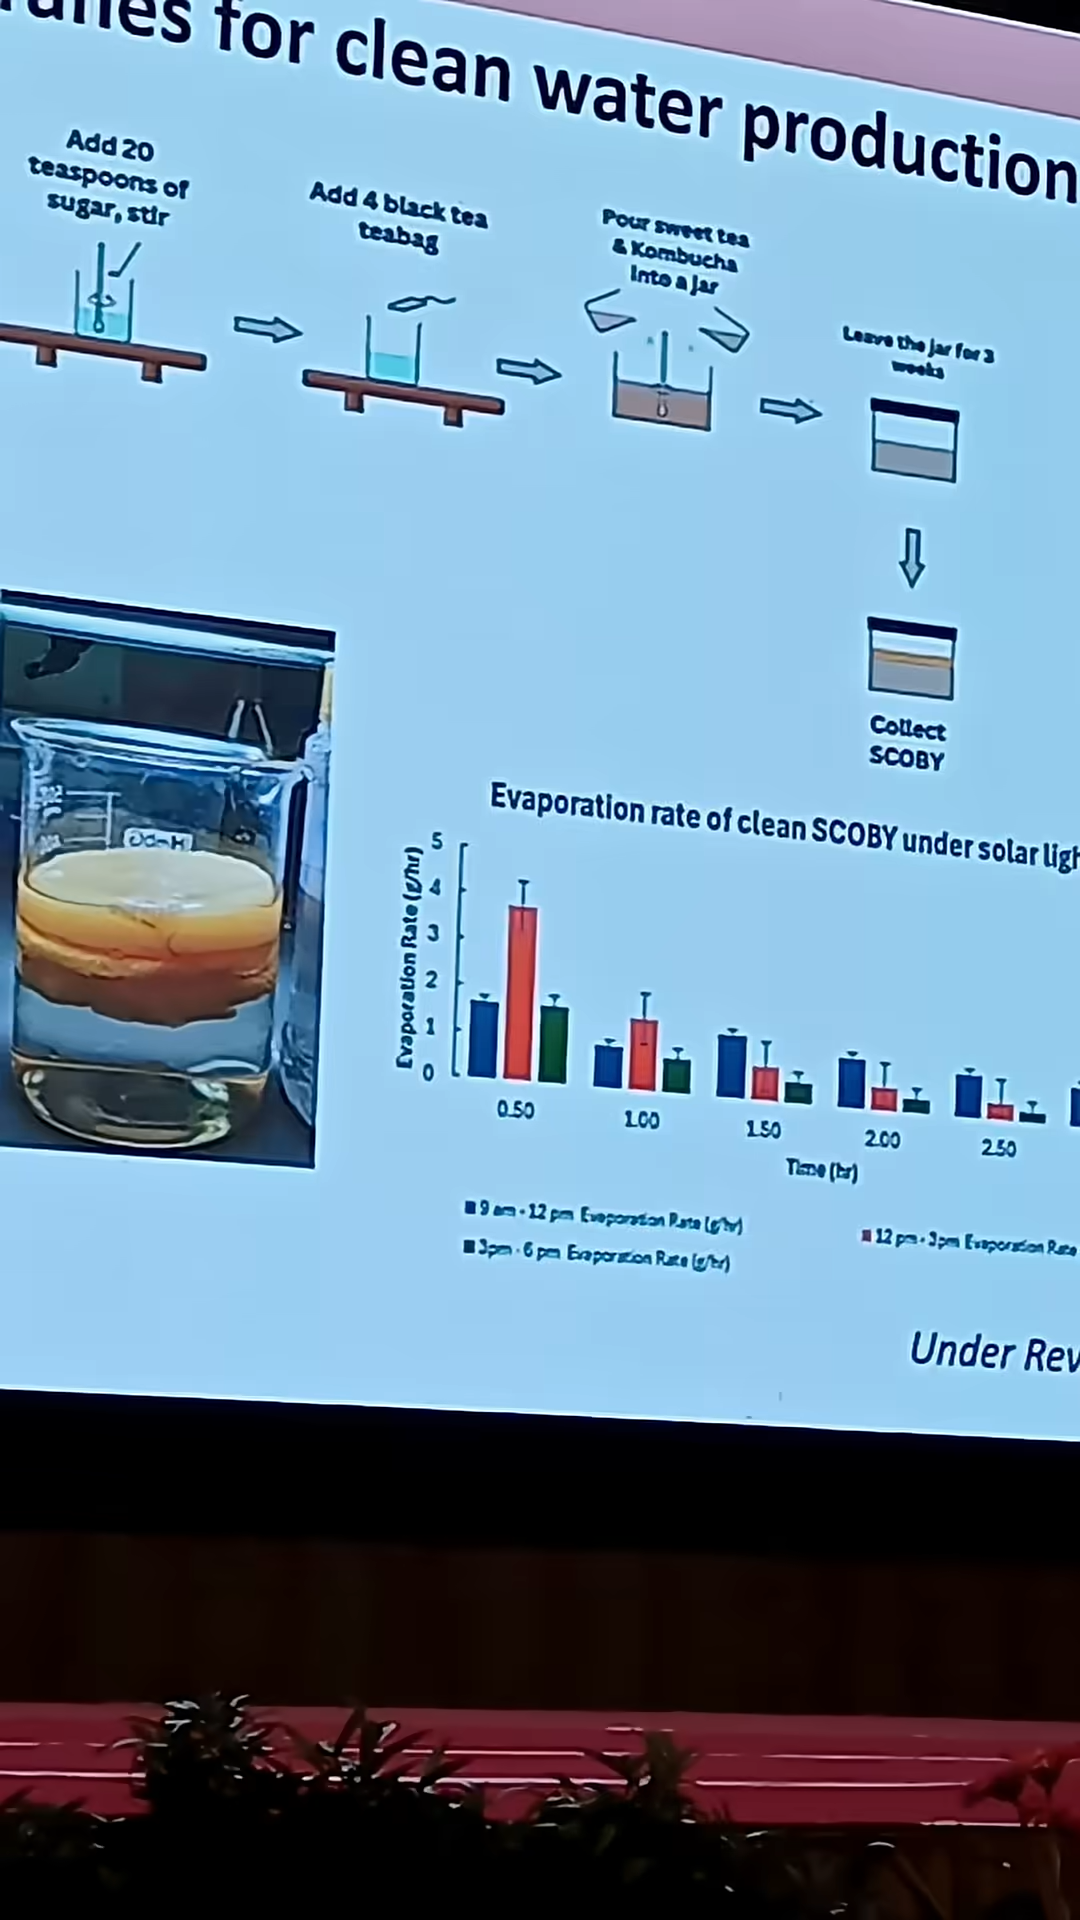 for clean water production
Add 20
teaspoons of
sugar, stir
Add 4 black tea
teabag
Pour sweet tea
& Kombucha
Into a jar
Leave the jar for 3
weeks
Collect
SCOBY
Evaporation rate of clean SCOBY under solar
Evaporation Rate (g/hr)
5
4
3
2
1
0
0.50
1.00
1.50
2.00
2.50
Time (hr)
9 am - 12 pm Evaporation Rate (g/hr)
12 pm - 3pm Evaporation Rate
3pm - 6 pm Evaporation Rate (g/hr)
Under